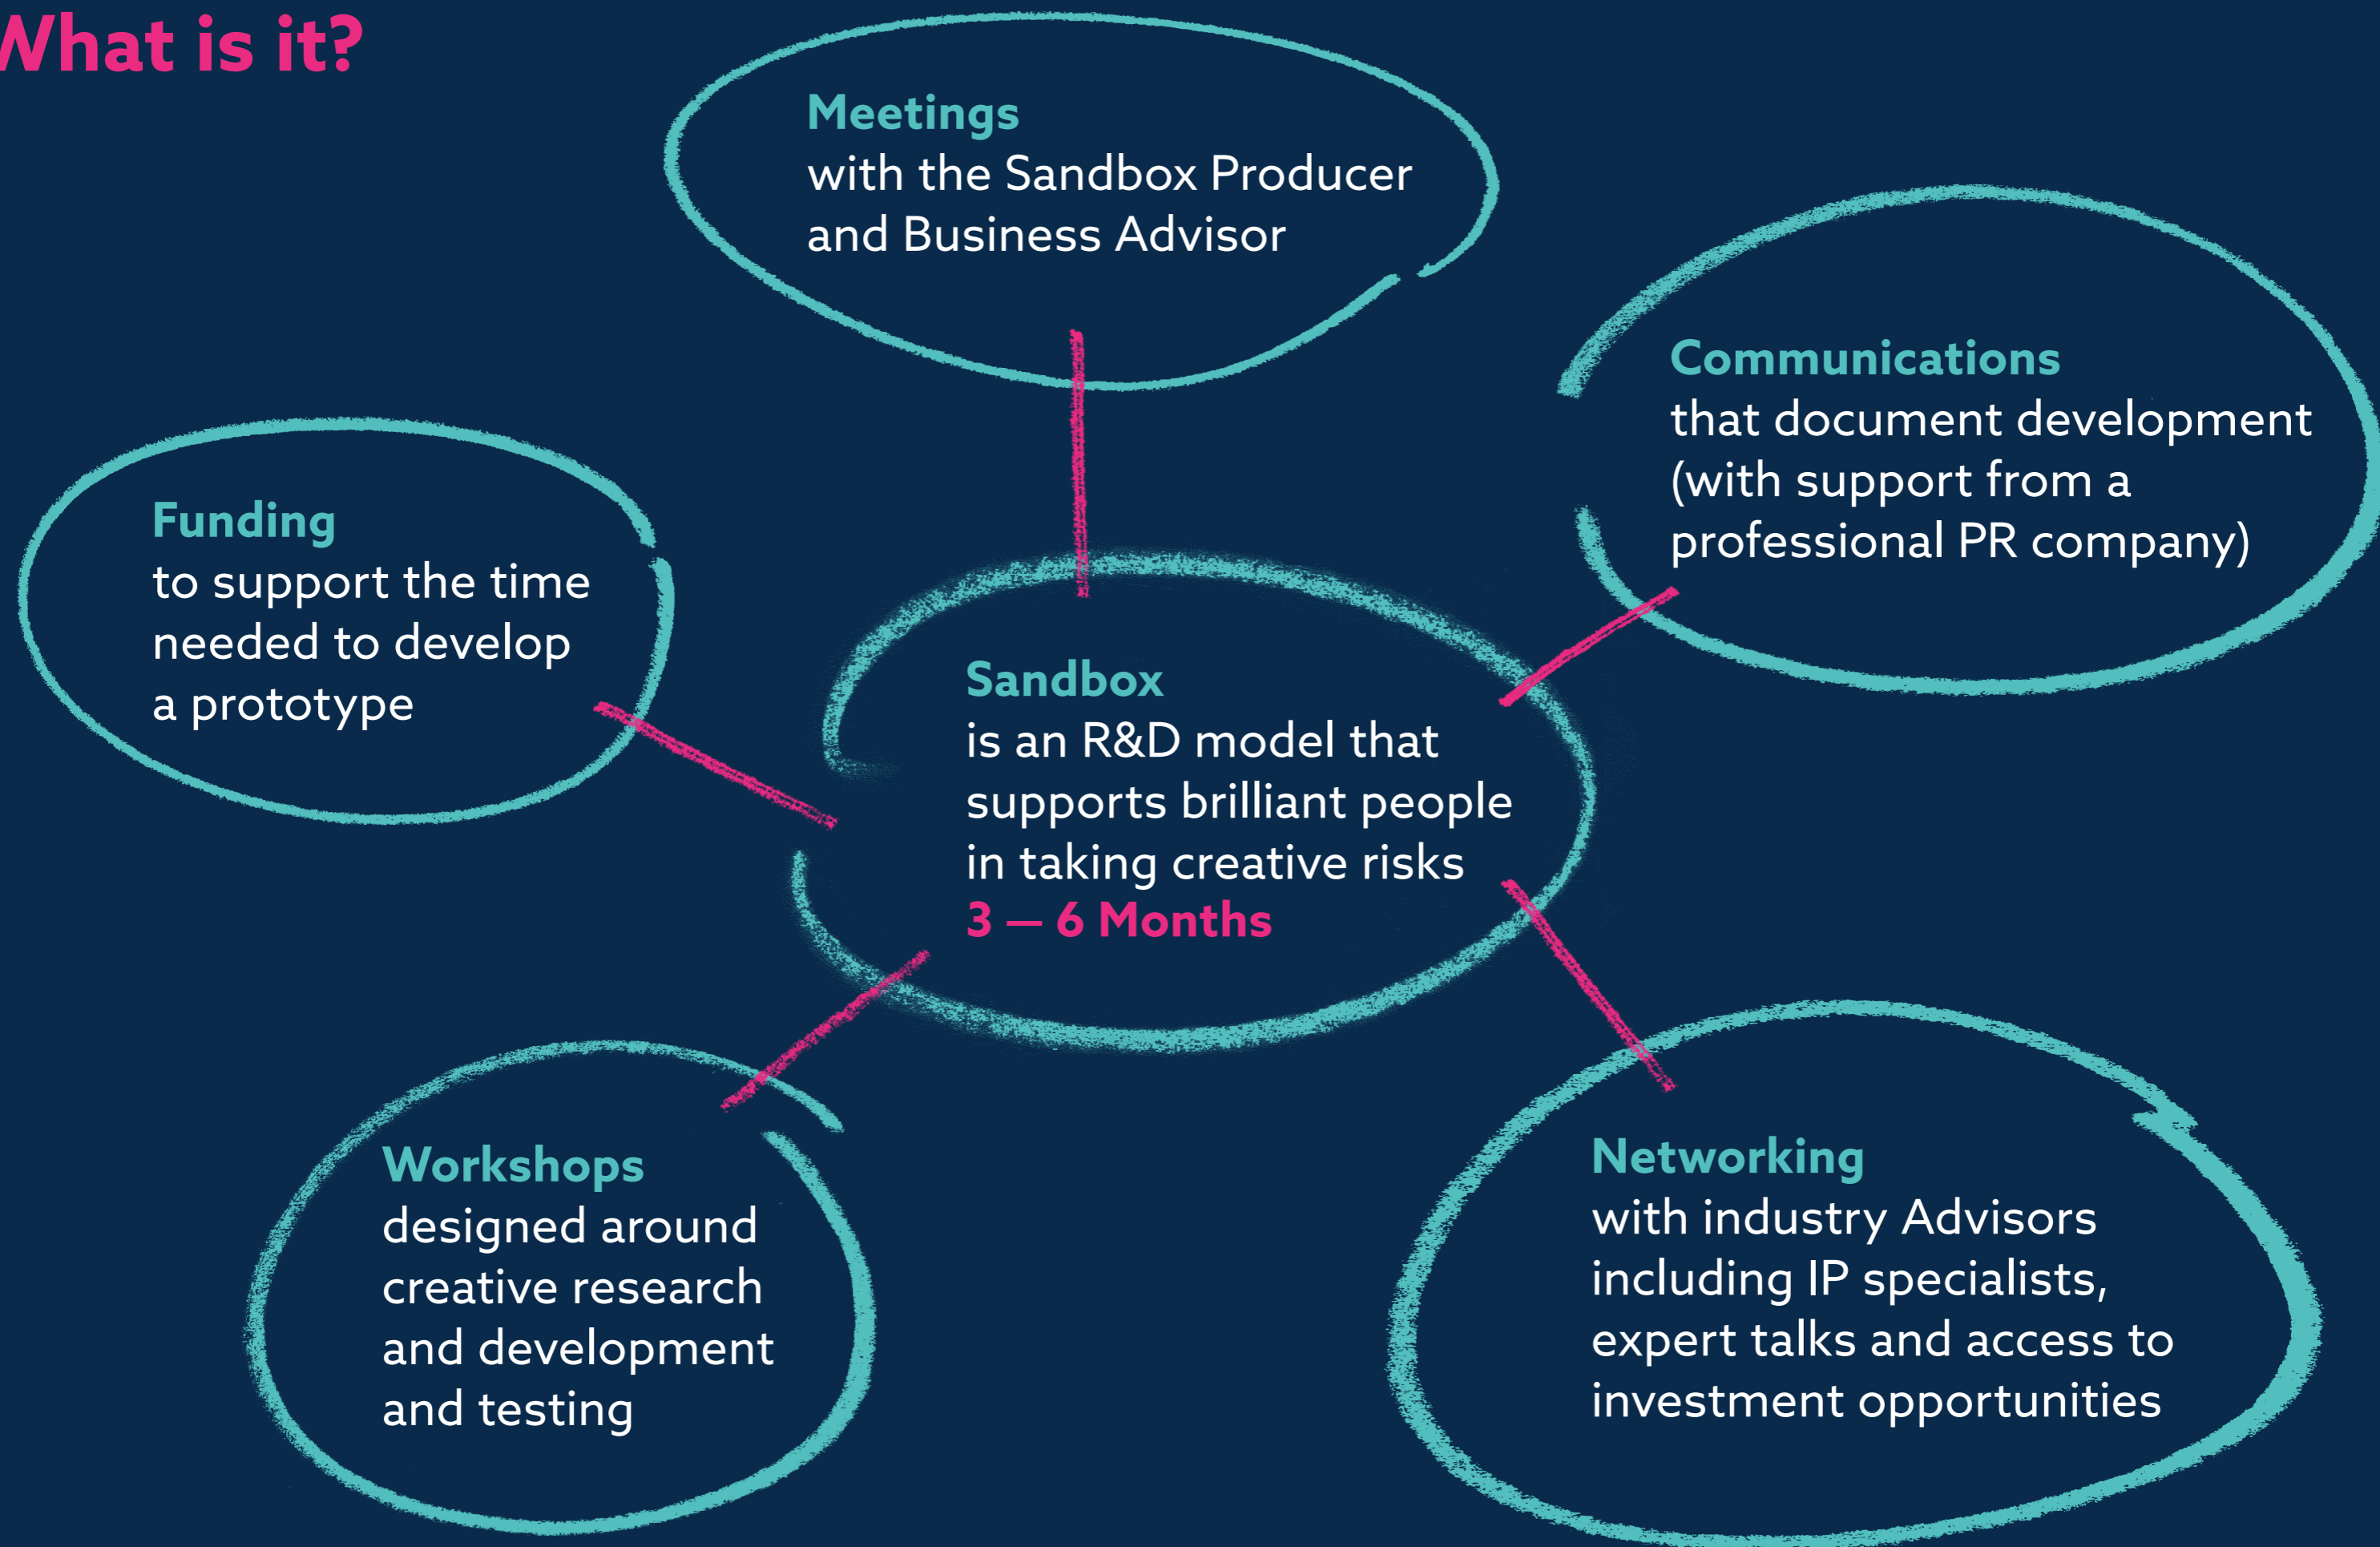 What is it?
Meetings
with the Sandbox Producer
and Business Advisor
Communications
that document development
(with support from a
professional PR company)
Funding
to support the time
needed to develop
a prototype
Sandbox
is an R&D model that
supports brilliant people
in taking creative risks
3 — 6 Months
Workshops
designed around
creative research
and development
and testing
Networking
with industry Advisors
including IP specialists,
expert talks and access to
investment opportunities